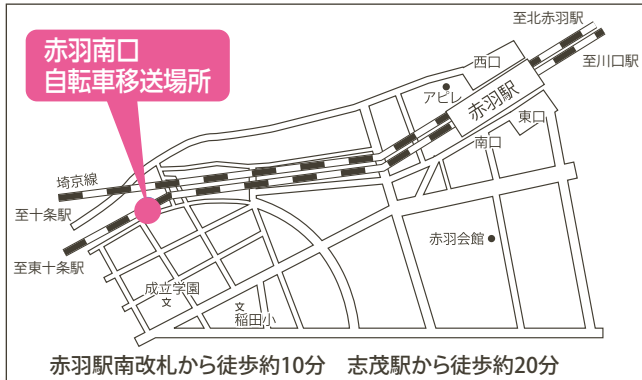 赤羽南口
自転車移送場所
至北赤羽駅
至川口駅
西口
アピレ
赤羽駅
東口
南口
埼京線
至十条駅
至東十条駅
赤羽会館
成立学園
文
文
稲田小
赤羽駅南改札から徒歩約10分　志茂駅から徒歩約20分